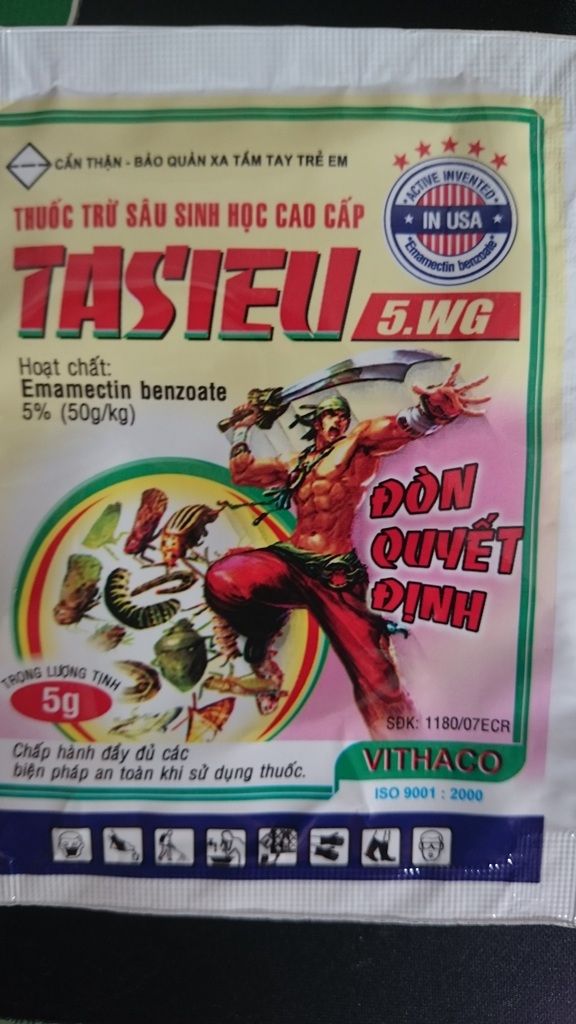 CẨN THẬN - BẢO QUẢN XA TẦM TAY TRẺ EM
ACTIVE INVENTED
IN USA
Emamectin benzoate
THUỐC TRỪ SÂU SINH HỌC CAO CẤP
TASIEU
5.WG
Hoạt chất:
Emamectin benzoate
5% (50g/kg)
ĐÒN
QUYẾT
ĐỊNH
TRỌNG LƯỢNG TỊNH
5g
SĐK: 1180/07ECR
Chấp hành đầy đủ các
biện pháp an toàn khi sử dụng thuốc.
VITHACO
ISO 9001 : 2000